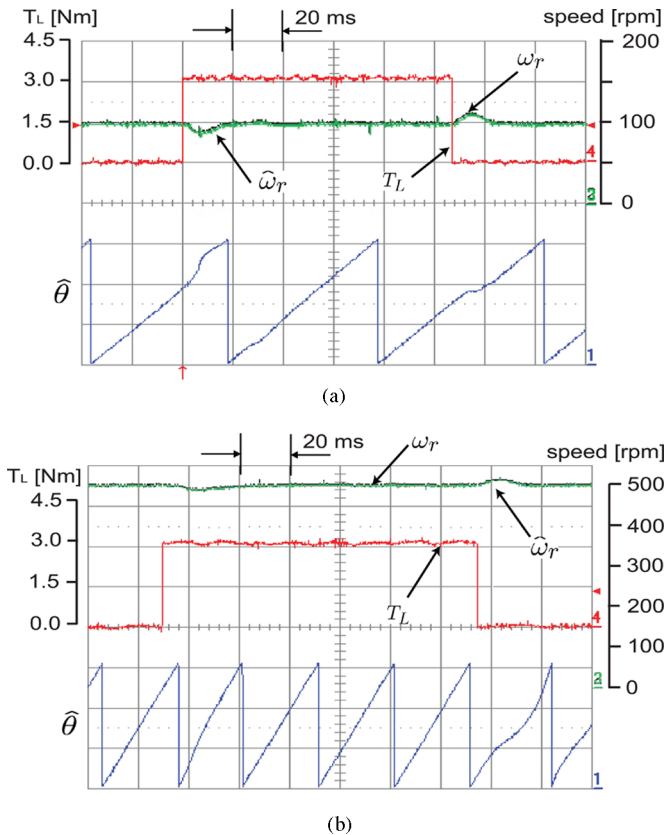 T_L [Nm]
20 ms
speed [rpm]
4.5
3.0
1.5
0.0
200
150
100
50
0
ω_r
ω̂_r
T_L
4
2
θ̂
1
(a)
20 ms
ω_r
speed [rpm]
T_L [Nm]
4.5
3.0
1.5
0.0
500
400
300
200
100
0
ω̂_r
T_L
4
2
θ̂
1
(b)